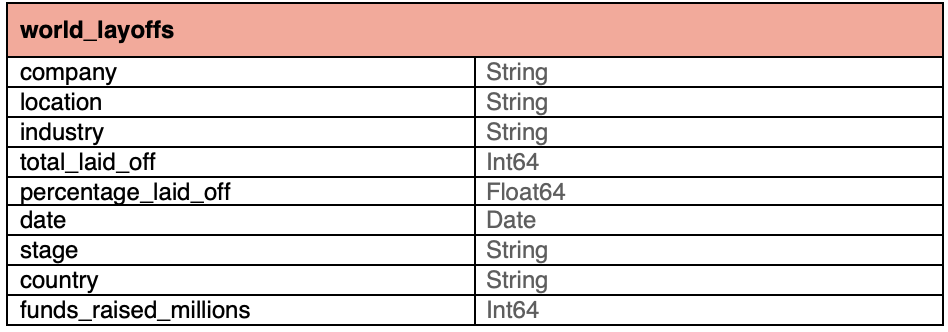 world_layoffs
company String
location String
industry String
total_laid_off Int64
percentage_laid_off Float64
date Date
stage String
country String
funds_raised_millions Int64